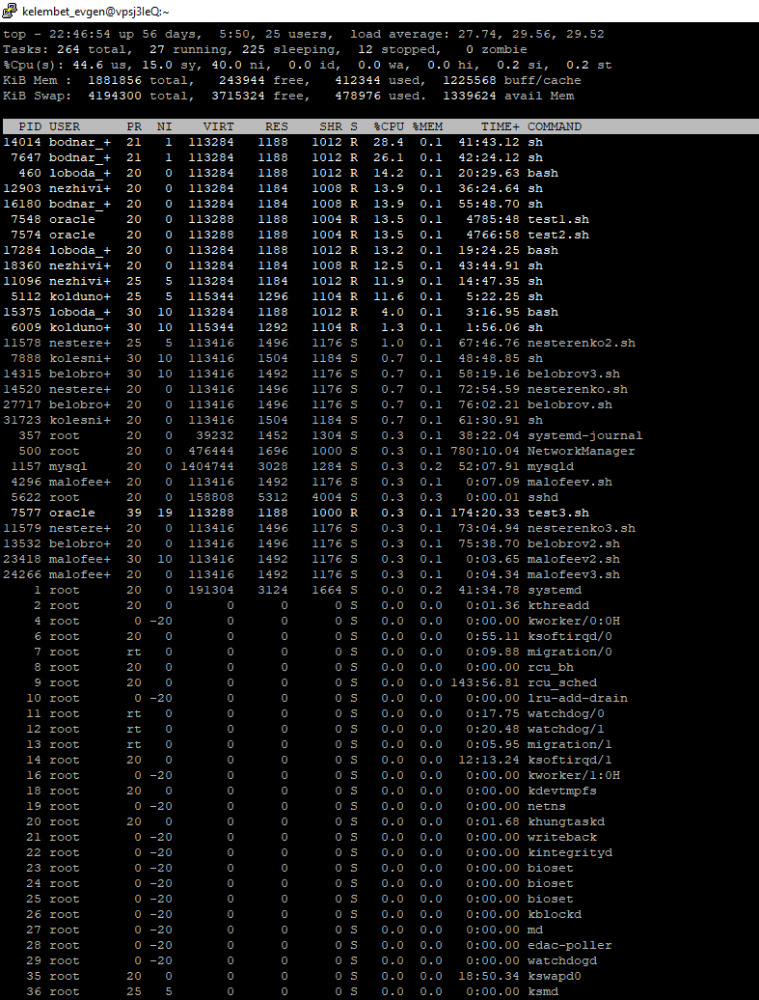 kelembet_evgen@vpsj3leQ:~
top - 22:46:54 up 56 days,  5:50, 25 users,  load average: 27.74, 29.56, 29.52
Tasks: 264 total,  27 running, 225 sleeping,  12 stopped,   0 zombie
%Cpu(s): 44.6 us, 15.0 sy, 40.0 ni,  0.0 id,  0.0 wa,  0.0 hi,  0.2 si,  0.2 st
KiB Mem :  1881856 total,   243944 free,   412344 used,  1225568 buff/cache
KiB Swap:  4194300 total,  3715324 free,   478976 used.  1339624 avail Mem
PID USER      PR  NI    VIRT    RES    SHR S  %CPU %MEM     TIME+ COMMAND
14014 bodnar_+  21   1  113284   1188   1012 R  28.4  0.1  41:43.12 sh
7647 bodnar_+  21   1  113284   1188   1012 R  26.1  0.1  42:24.12 sh
460 loboda_+  20   0  113284   1188   1012 R  14.2  0.1  20:29.63 bash
12903 nezhivi+  20   0  113284   1184   1008 R  13.9  0.1  36:24.64 sh
16180 bodnar_+  20   0  113284   1184   1008 R  13.9  0.1  55:48.70 sh
7548 oracle    20   0  113288   1188   1004 R  13.5  0.1   4785:48 test1.sh
7574 oracle    20   0  113288   1188   1004 R  13.5  0.1   4766:58 test2.sh
17284 loboda_+  20   0  113284   1188   1012 R  13.2  0.1  19:24.25 bash
18360 nezhivi+  20   0  113284   1184   1008 R  12.5  0.1  43:44.91 sh
11096 nezhivi+  25   5  113284   1188   1012 R  11.9  0.1  14:47.35 sh
5112 kolduno+  25   5  115344   1296   1104 R  11.6  0.1   5:22.25 sh
15375 loboda_+  30  10  113284   1188   1012 R   4.0  0.1   3:16.95 bash
6009 kolduno+  30  10  115344   1292   1104 R   1.3  0.1   1:56.06 sh
11578 nestere+  25   5  113416   1496   1176 S   1.0  0.1  67:46.76 nesterenko2.sh
7888 kolesni+  30  10  113416   1504   1184 S   0.7  0.1  48:48.85 sh
14315 belobro+  30  10  113416   1492   1176 S   0.7  0.1  58:19.16 belobrov3.sh
14520 nestere+  20   0  113416   1496   1176 S   0.7  0.1  72:54.59 nesterenko.sh
27717 belobro+  20   0  113416   1496   1176 S   0.7  0.1  76:02.21 belobrov.sh
31723 kolesni+  20   0  113416   1504   1184 S   0.7  0.1  61:30.91 sh
357 root      20   0   39232   1452   1304 S   0.3  0.1  38:22.04 systemd-journal
500 root      20   0  476444   1696   1000 S   0.3  0.1 780:10.04 NetworkManager
1157 mysql     20   0 1404744   3028   1284 S   0.3  0.2  52:07.91 mysqld
4296 malofee+  20   0  113416   1492   1176 S   0.3  0.1   0:07.09 malofeev.sh
5622 root      20   0  158808   5312   4004 S   0.3  0.3   0:00.01 sshd
7577 oracle    39  19  113288   1188   1000 R   0.3  0.1 174:20.33 test3.sh
11579 nestere+  20   0  113416   1496   1176 S   0.3  0.1  73:04.94 nesterenko3.sh
13532 belobro+  20   0  113416   1496   1176 S   0.3  0.1  75:38.70 belobrov2.sh
23418 malofee+  30  10  113416   1492   1176 S   0.3  0.1   0:03.65 malofeev2.sh
24266 malofee+  20   0  113416   1492   1176 S   0.3  0.1   0:04.34 malofeev3.sh
1 root      20   0  191304   3124   1664 S   0.0  0.2  41:34.78 systemd
2 root      20   0       0      0      0 S   0.0  0.0   0:01.36 kthreadd
4 root       0 -20       0      0      0 S   0.0  0.0   0:00.00 kworker/0:0H
6 root      20   0       0      0      0 S   0.0  0.0   0:55.11 ksoftirqd/0
7 root      rt   0       0      0      0 S   0.0  0.0   0:09.88 migration/0
8 root      20   0       0      0      0 S   0.0  0.0   0:00.00 rcu_bh
9 root      20   0       0      0      0 S   0.0  0.0 143:56.81 rcu_sched
10 root       0 -20       0      0      0 S   0.0  0.0   0:00.00 lru-add-drain
11 root      rt   0       0      0      0 S   0.0  0.0   0:17.75 watchdog/0
12 root      rt   0       0      0      0 S   0.0  0.0   0:20.48 watchdog/1
13 root      rt   0       0      0      0 S   0.0  0.0   0:05.95 migration/1
14 root      20   0       0      0      0 S   0.0  0.0  12:13.24 ksoftirqd/1
16 root       0 -20       0      0      0 S   0.0  0.0   0:00.00 kworker/1:0H
18 root      20   0       0      0      0 S   0.0  0.0   0:00.00 kdevtmpfs
19 root       0 -20       0      0      0 S   0.0  0.0   0:00.00 netns
20 root      20   0       0      0      0 S   0.0  0.0   0:01.68 khungtaskd
21 root       0 -20       0      0      0 S   0.0  0.0   0:00.00 writeback
22 root       0 -20       0      0      0 S   0.0  0.0   0:00.00 kintegrityd
23 root       0 -20       0      0      0 S   0.0  0.0   0:00.00 bioset
24 root       0 -20       0      0      0 S   0.0  0.0   0:00.00 bioset
25 root       0 -20       0      0      0 S   0.0  0.0   0:00.00 bioset
26 root       0 -20       0      0      0 S   0.0  0.0   0:00.00 kblockd
27 root       0 -20       0      0      0 S   0.0  0.0   0:00.00 md
28 root       0 -20       0      0      0 S   0.0  0.0   0:00.00 edac-poller
29 root       0 -20       0      0      0 S   0.0  0.0   0:00.00 watchdogd
35 root      20   0       0      0      0 S   0.0  0.0  18:50.34 kswapd0
36 root      25   5       0      0      0 S   0.0  0.0   0:00.00 ksmd